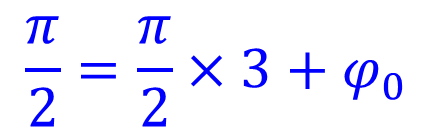 π/2 = π/2 × 3 + φ₀